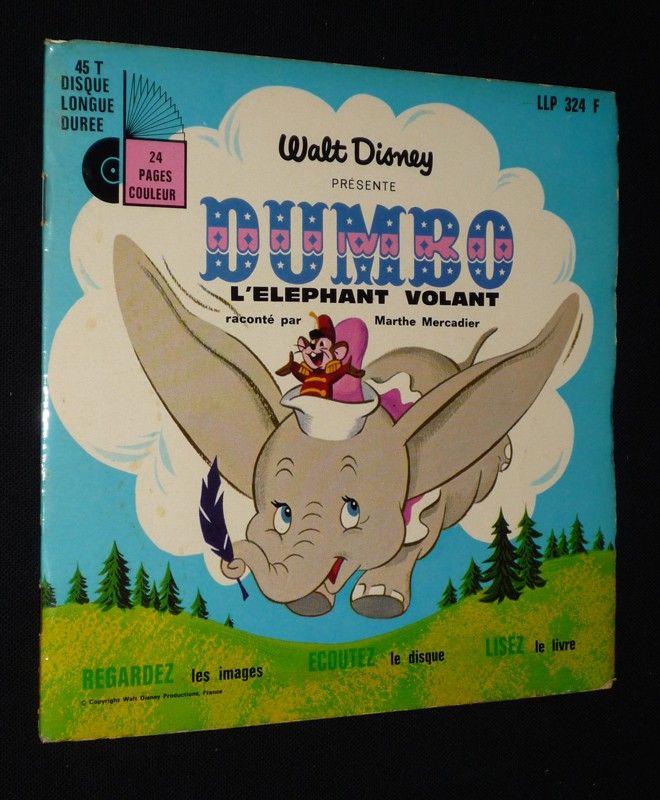 45 T
DISQUE
LONGUE
DUREE
24
PAGES
COULEUR
LLP 324 F
Walt Disney
PRÉSENTE
DUMBO
L'ELEPHANT VOLANT
raconté par Marthe Mercadier
REGARDEZ les images
ECOUTEZ le disque
LISEZ le livre
© Copyright Walt Disney Productions, France